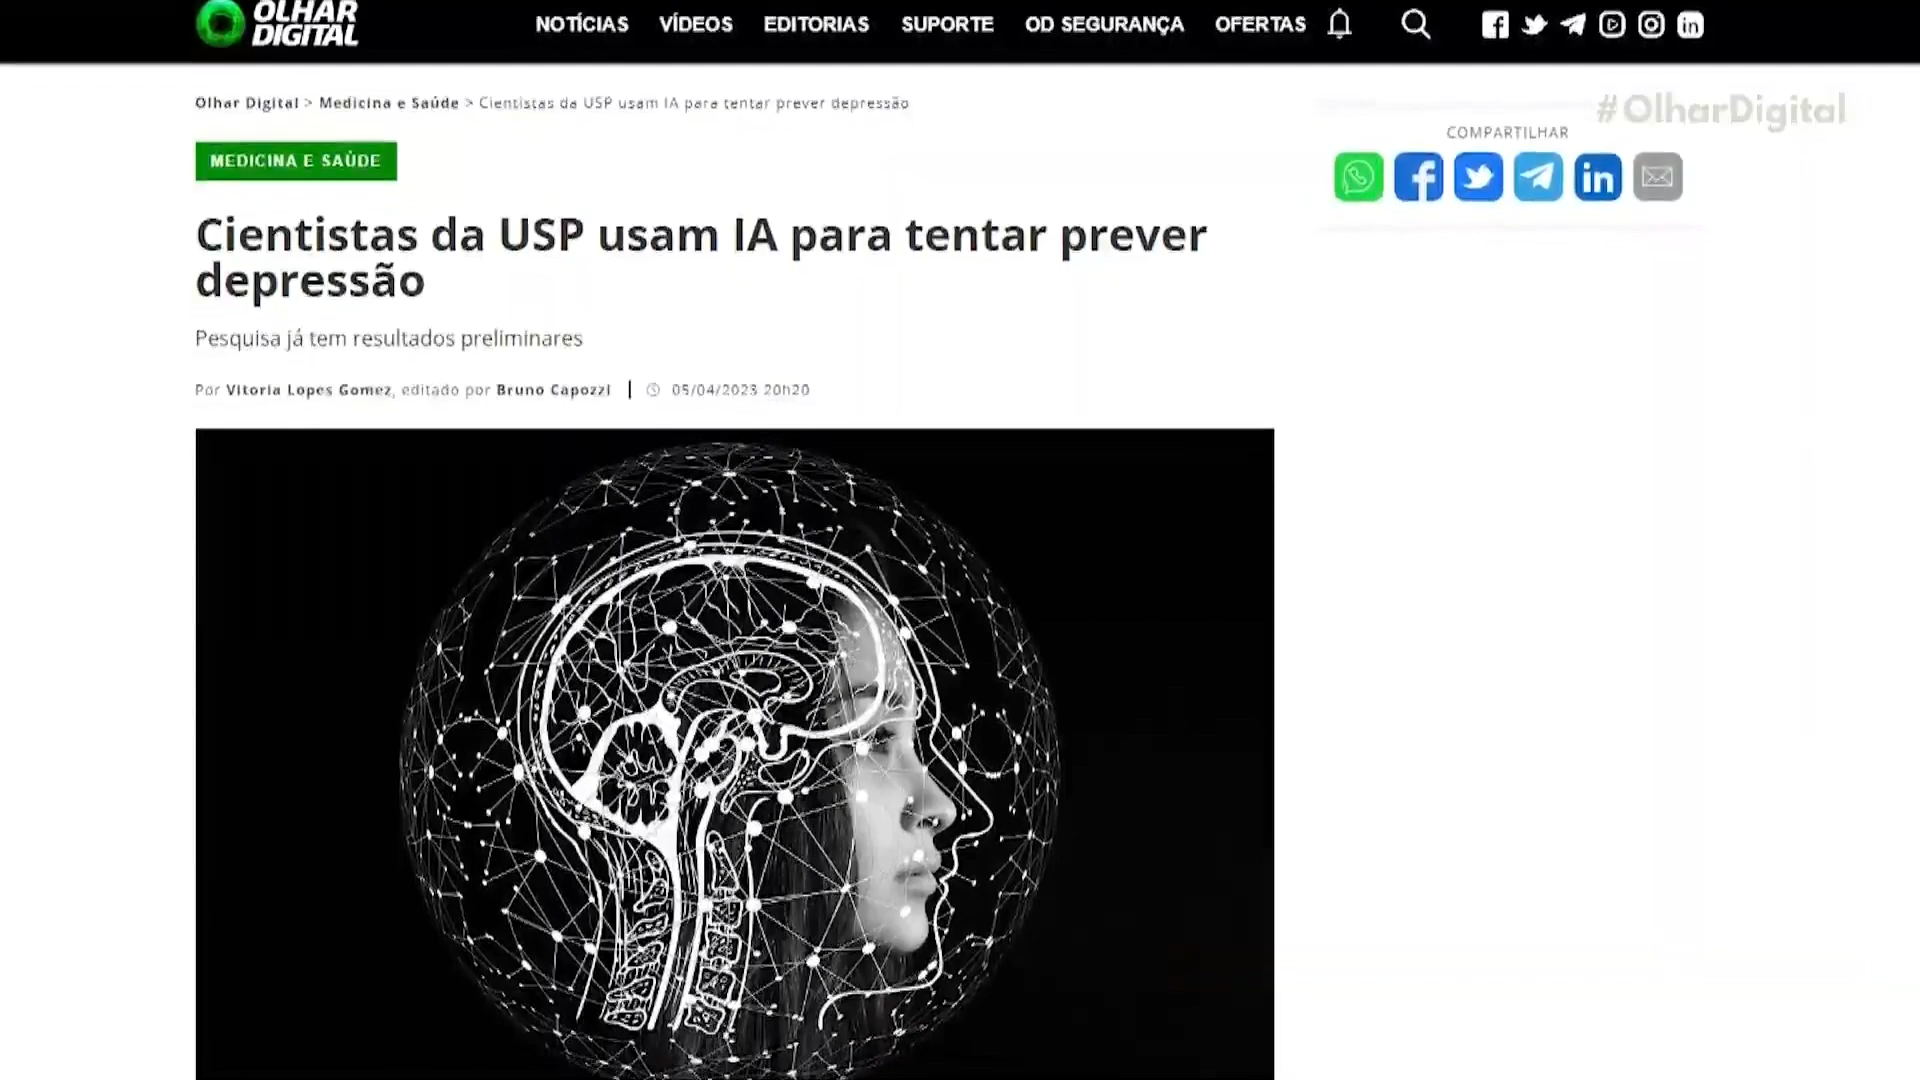 OLHAR
DIGITAL
NOTÍCIAS VÍDEOS EDITORIAS SUPORTE OD SEGURANÇA OFERTAS
Olhar Digital > Medicina e Saúde > Cientistas da USP usam IA para tentar prever depressão
#OlharDigital
COMPARTILHAR
MEDICINA E SAÚDE
Cientistas da USP usam IA para tentar prever
depressão
Pesquisa já tem resultados preliminares
Por Vitoria Lopes Gomez, editado por Bruno Capozzi | 05/04/2023 20h20